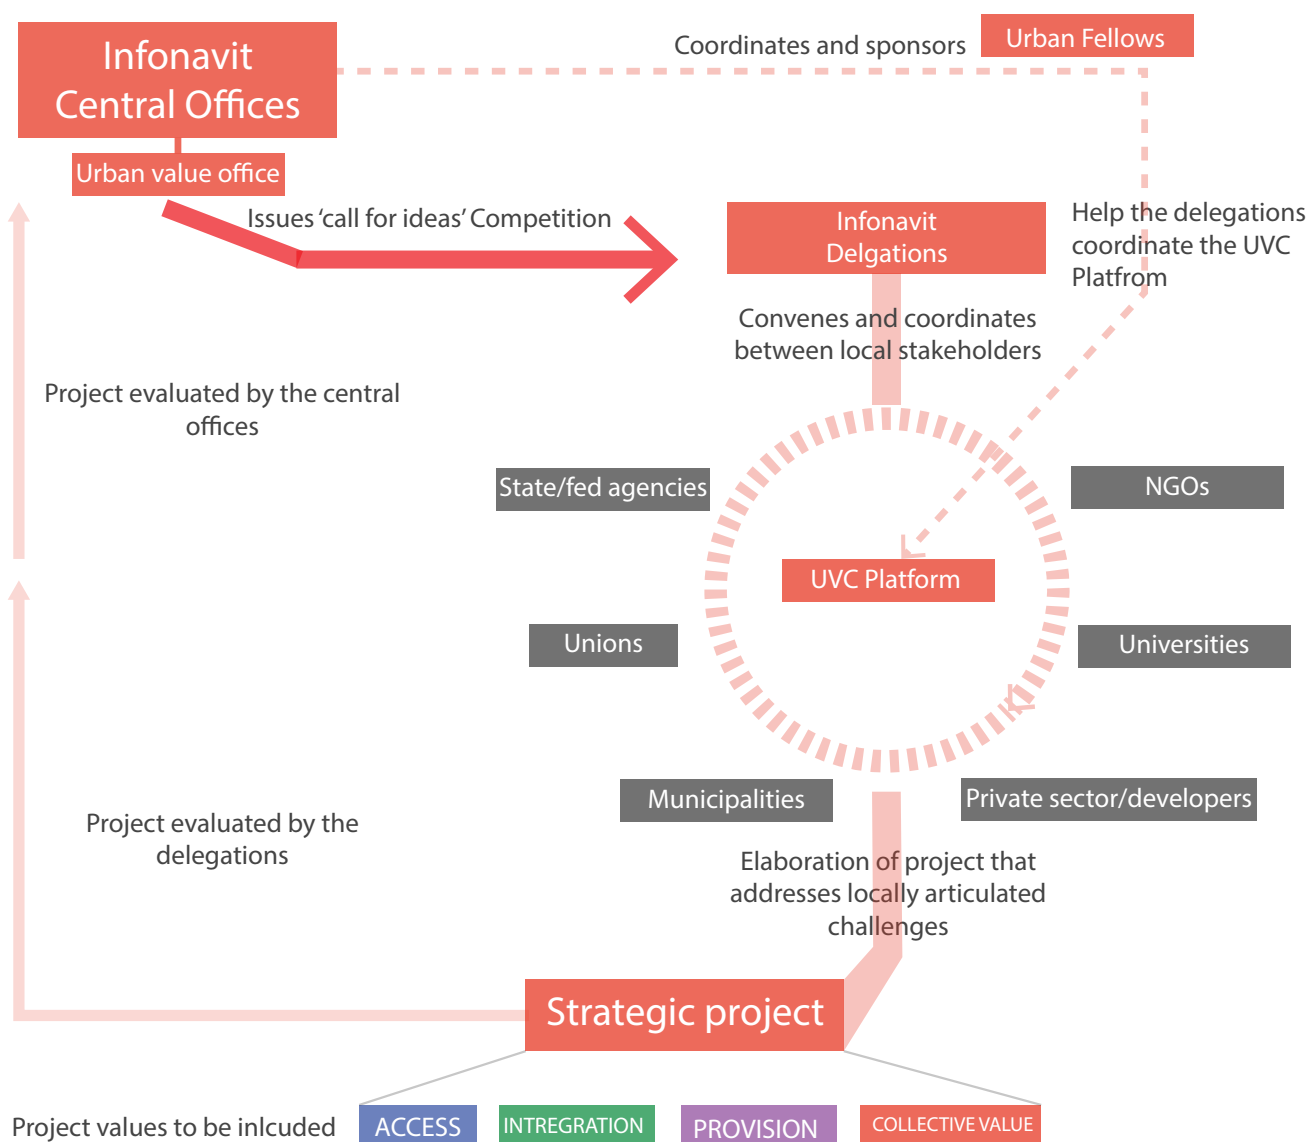 Infonavit
Central Offices
Urban value office
Coordinates and sponsors
Urban Fellows
Issues ‘call for ideas’ Competition
Infonavit
Delgations
Help the delegations
coordinate the UVC
Platfrom
Convenes and coordinates
between local stakeholders
Project evaluated by the central
offices
State/fed agencies
NGOs
UVC Platform
Unions
Universities
Municipalities
Private sector/developers
Project evaluated by the
delegations
Elaboration of project that
addresses locally articulated
challenges
Strategic project
Project values to be inlcuded
ACCESS
INTREGRATION
PROVISION
COLLECTIVE VALUE